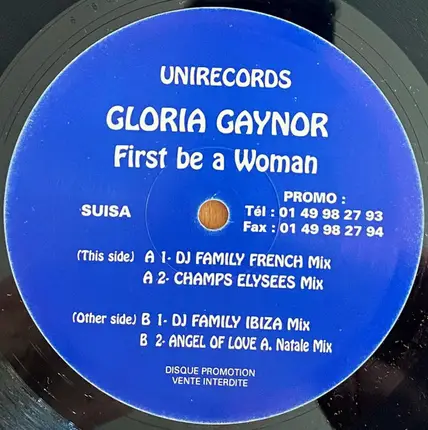 UNIRECORDS
GLORIA GAYNOR
First be a Woman
PROMO :
SUISA
Tél : 01 49 98 27 93
Fax : 01 49 98 27 94
(This side) A 1- DJ FAMILY FRENCH Mix
A 2- CHAMPS ELYSEES Mix
(Other side) B 1- DJ FAMILY IBIZA Mix
B 2- ANGEL OF LOVE A. Natale Mix
DISQUE PROMOTION
VENTE INTERDITE